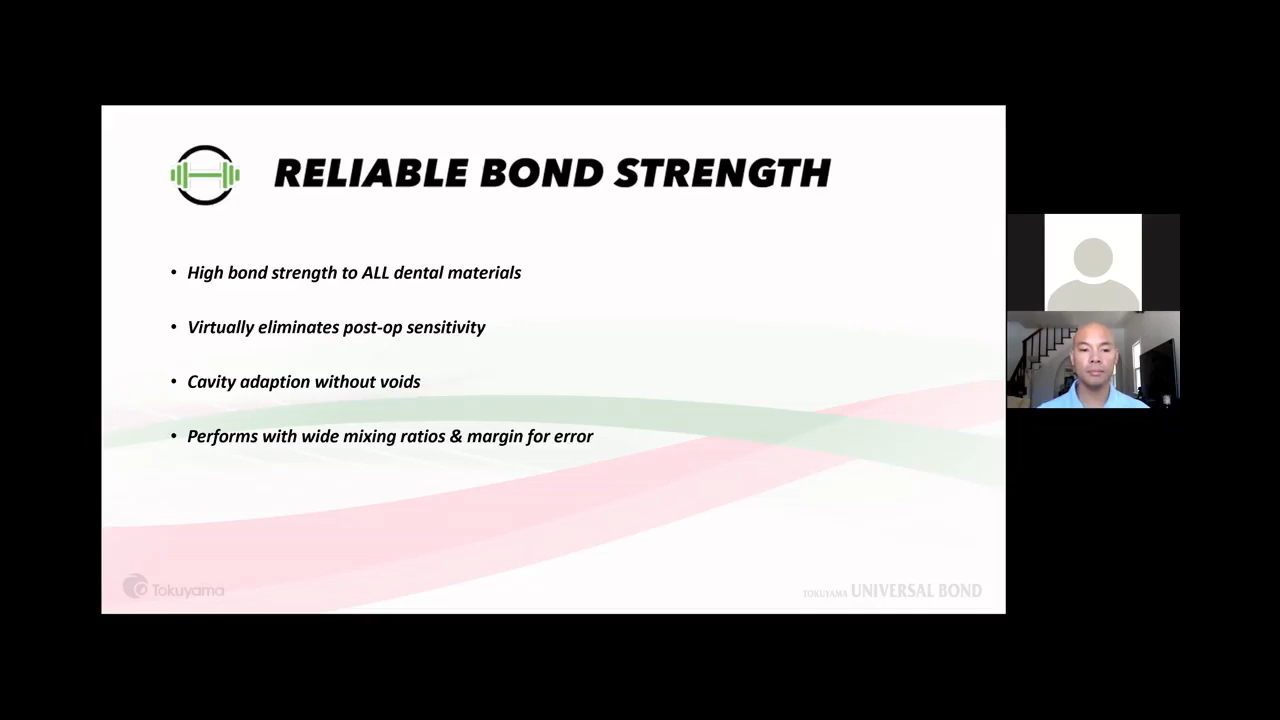 RELIABLE BOND STRENGTH
• High bond strength to ALL dental materials
• Virtually eliminates post-op sensitivity
• Cavity adaption without voids
• Performs with wide mixing ratios & margin for error
Tokuyama
TOKUYAMA UNIVERSAL BOND